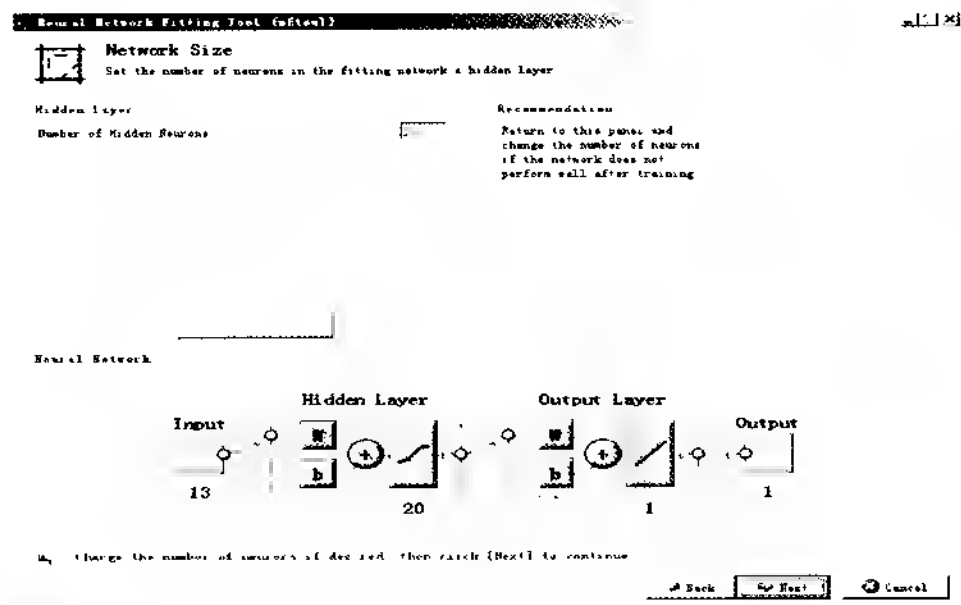 Neural Network Fitting Tool (nftool)
Network Size
Set the number of neurons in the fitting network s hidden layer
Hidden Layer
Number of Hidden Neurons
Recommendation
Return to this panel and
change the number of neurons
if the network does not
perform well after training
Neural Network
Hidden Layer
Output Layer
Input
Output
W
b
W
b
13
20
1
1
Change the number of neurons if desired then click [Next] to continue
Back
Next
Cancel